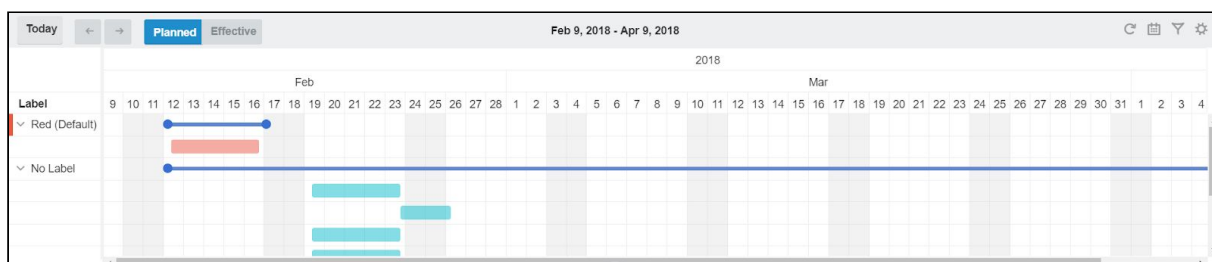 Today ← → Planned Effective Feb 9, 2018 - Apr 9, 2018
2018
Feb Mar
Label 9 10 11 12 13 14 15 16 17 18 19 20 21 22 23 24 25 26 27 28 1 2 3 4 5 6 7 8 9 10 11 12 13 14 15 16 17 18 19 20 21 22 23 24 25 26 27 28 29 30 31 1 2 3 4
Red (Default)
No Label